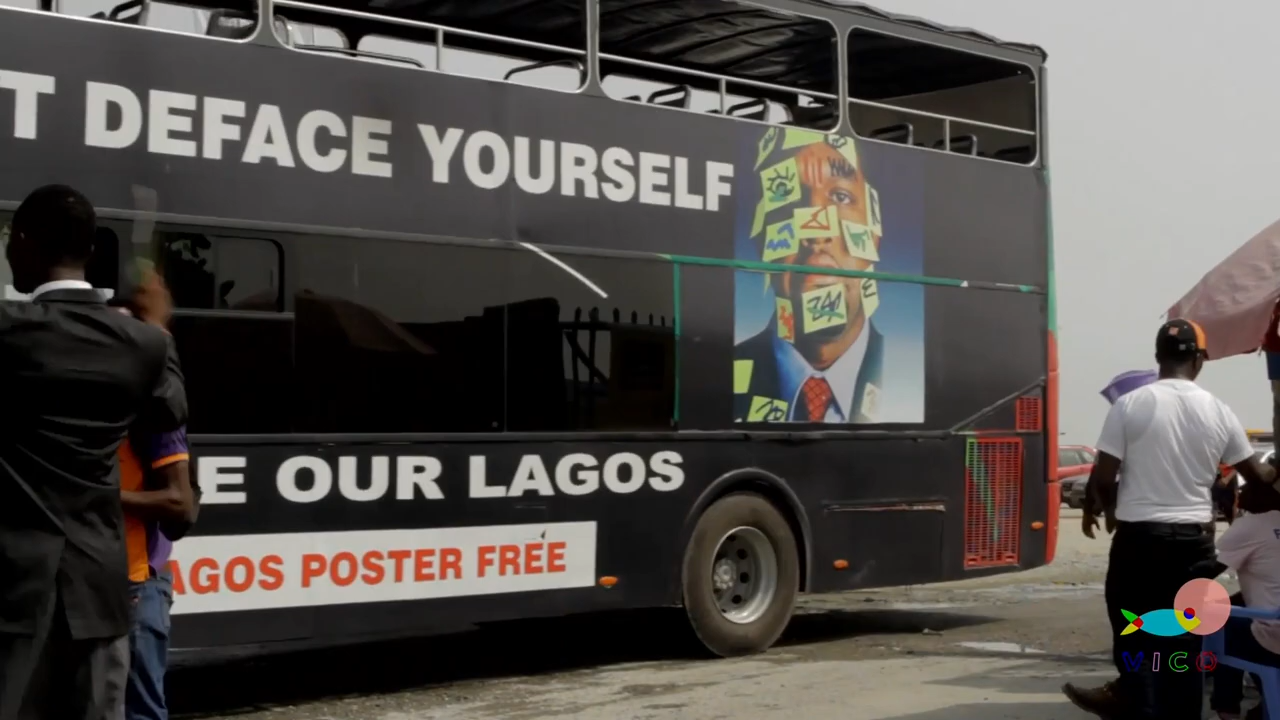 T DEFACE YOURSELF
E OUR LAGOS
AGOS POSTER FREE
VICO